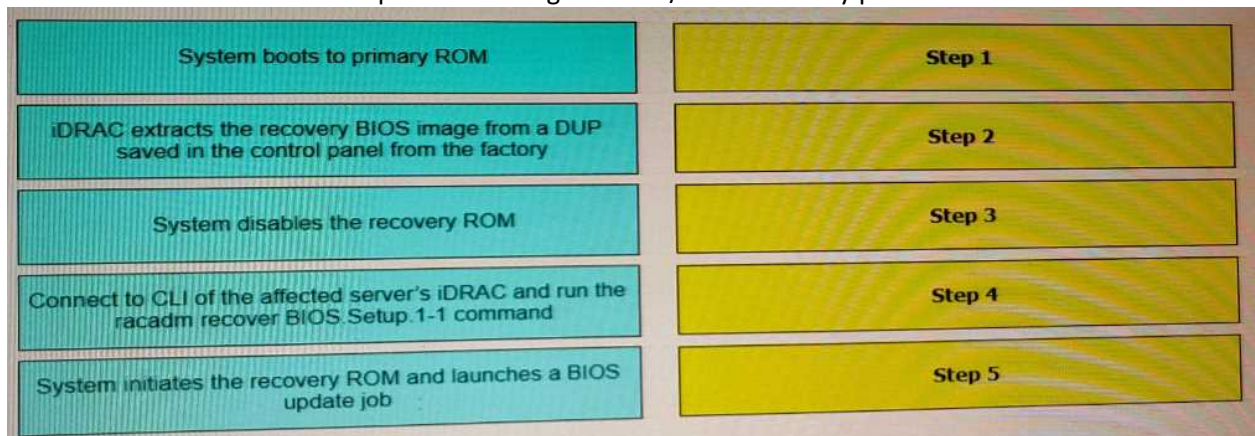 System boots to primary ROM
Step 1
iDRAC extracts the recovery BIOS image from a DUP
saved in the control panel from the factory
Step 2
System disables the recovery ROM
Step 3
Connect to CLI of the affected server's iDRAC and run the
racadm recover BIOS.Setup.1-1 command
Step 4
System initiates the recovery ROM and launches a BIOS
update job
Step 5